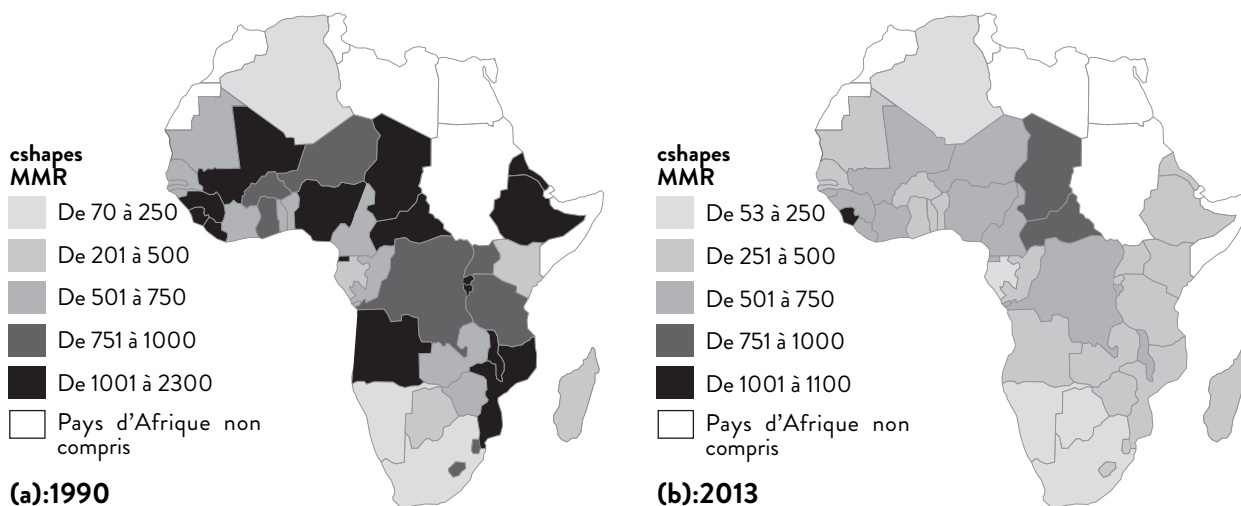 cshapes
MMR
De 70 à 250
De 201 à 500
De 501 à 750
De 751 à 1000
De 1001 à 2300
Pays d'Afrique non
compris
(a):1990
cshapes
MMR
De 53 à 250
De 251 à 500
De 501 à 750
De 751 à 1000
De 1001 à 1100
Pays d'Afrique non
compris
(b):2013